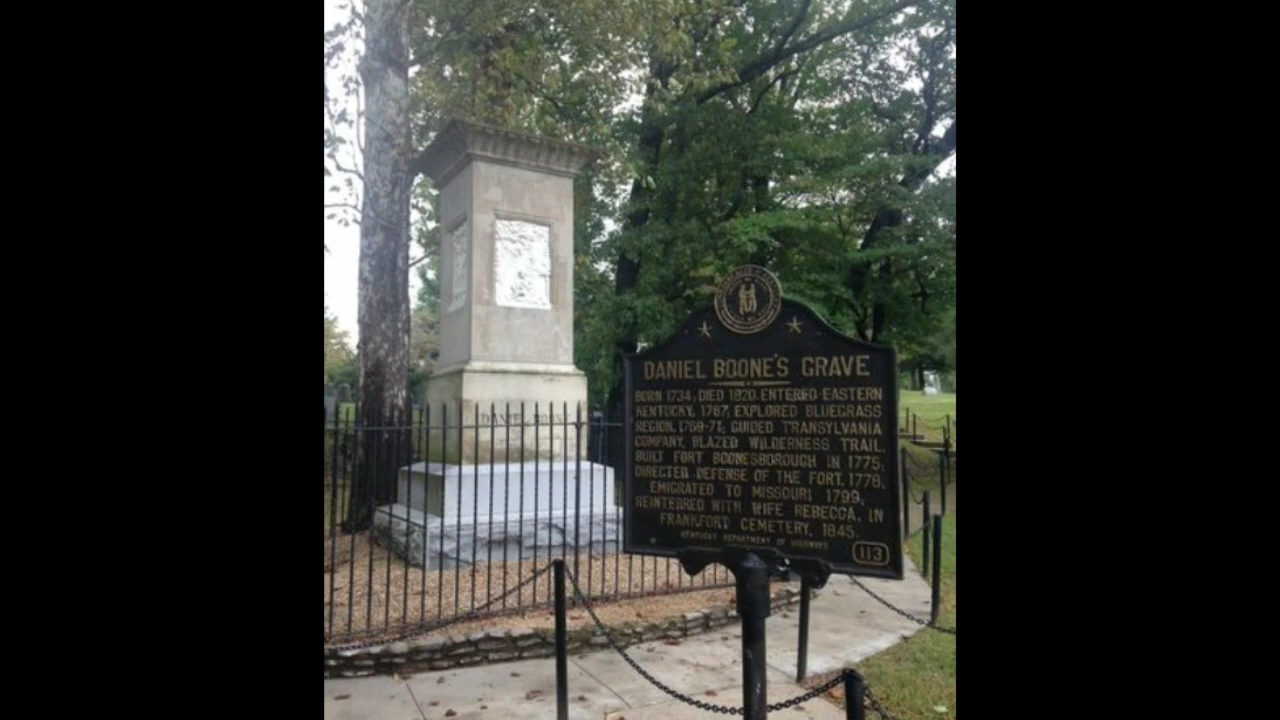 DANIEL BOONE
DANIEL BOONE'S GRAVE
BORN 1734, DIED 1820. ENTERED EASTERN
KENTUCKY, 1767; EXPLORED BLUEGRASS
REGION, 1769-71; GUIDED TRANSYLVANIA
COMPANY, BLAZED WILDERNESS TRAIL,
BUILT FORT BOONESBOROUGH IN 1775;
DIRECTED DEFENSE OF THE FORT, 1778;
EMIGRATED TO MISSOURI 1799;
REINTERRED WITH WIFE REBECCA, IN
FRANKFORT CEMETERY, 1845.
KENTUCKY DEPARTMENT OF HIGHWAYS
113